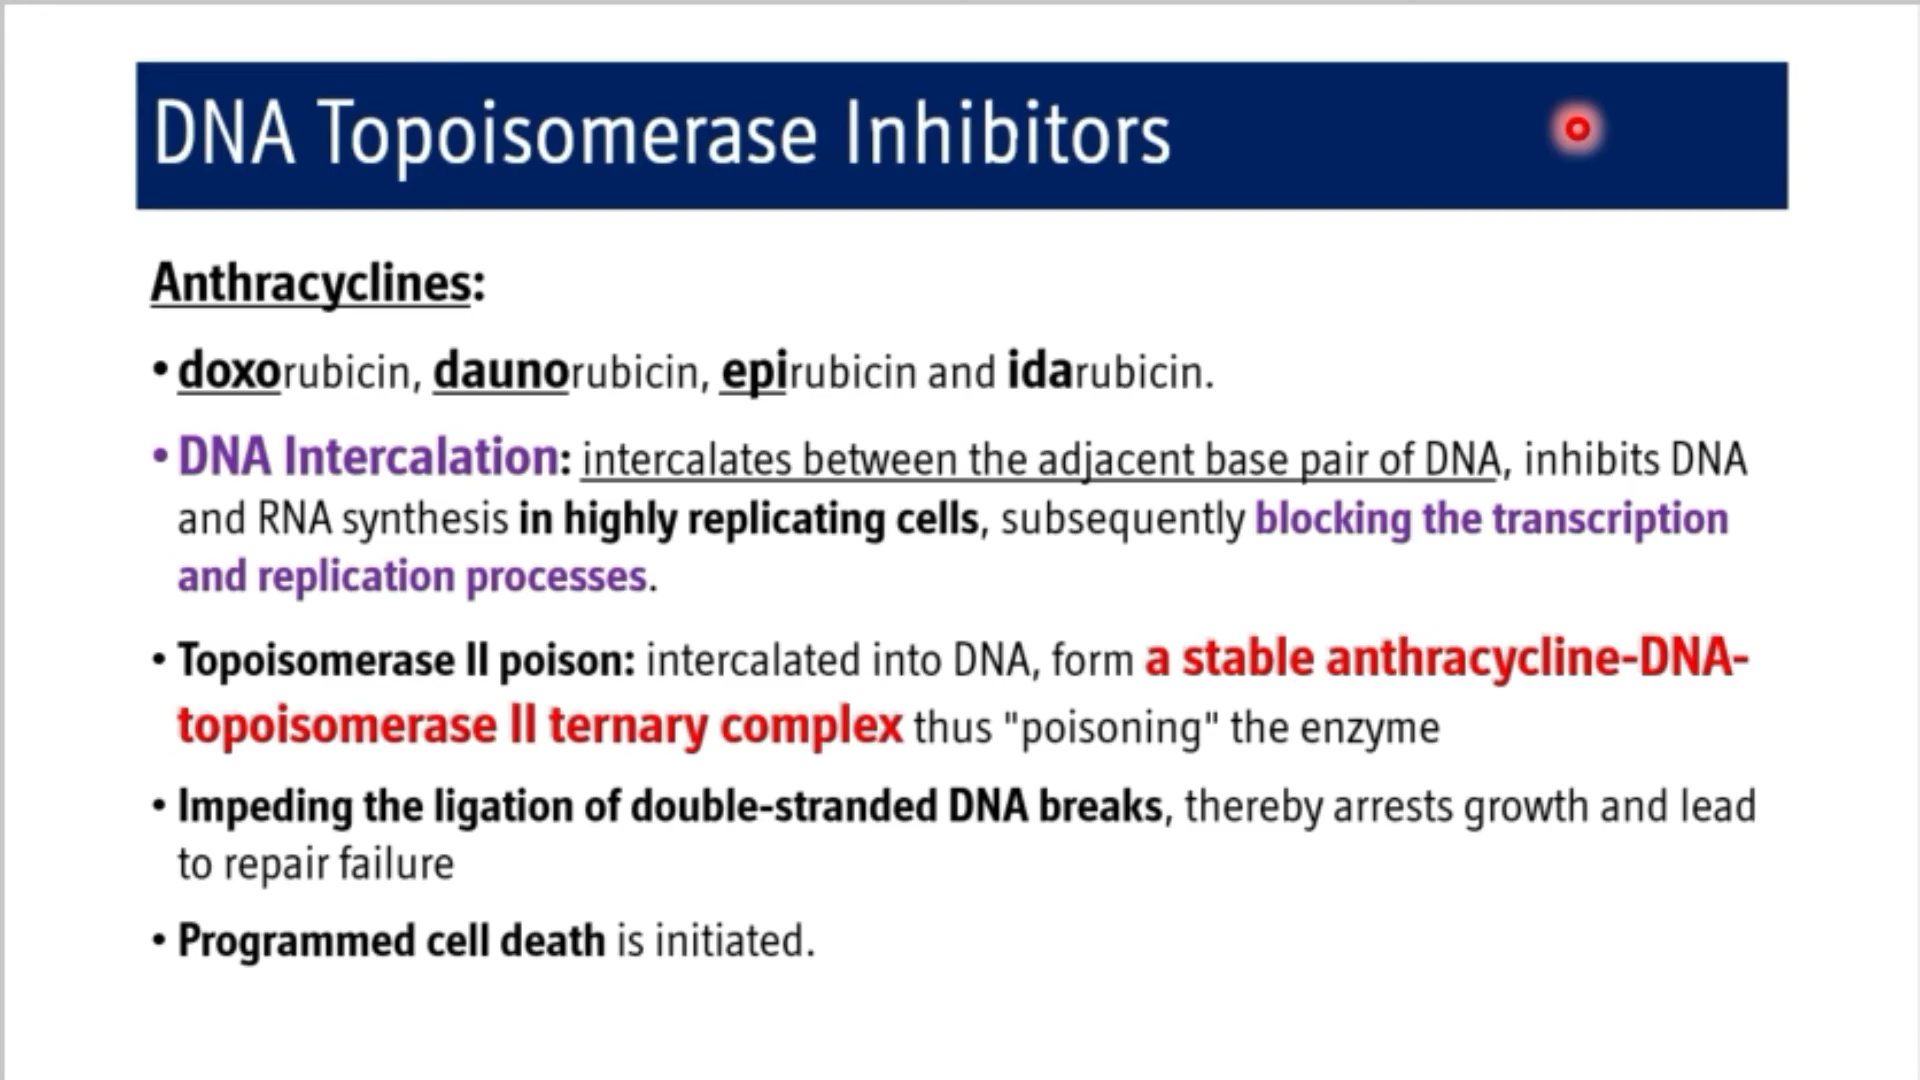 DNA Topoisomerase Inhibitors
Anthracyclines:
• doxorubicin, daunorubicin, epirubicin and idarubicin.
• DNA Intercalation: intercalates between the adjacent base pair of DNA, inhibits DNA
and RNA synthesis in highly replicating cells, subsequently blocking the transcription
and replication processes.
• Topoisomerase II poison: intercalated into DNA, form a stable anthracycline-DNA-
topoisomerase II ternary complex thus "poisoning" the enzyme
• Impeding the ligation of double-stranded DNA breaks, thereby arrests growth and lead
to repair failure
• Programmed cell death is initiated.